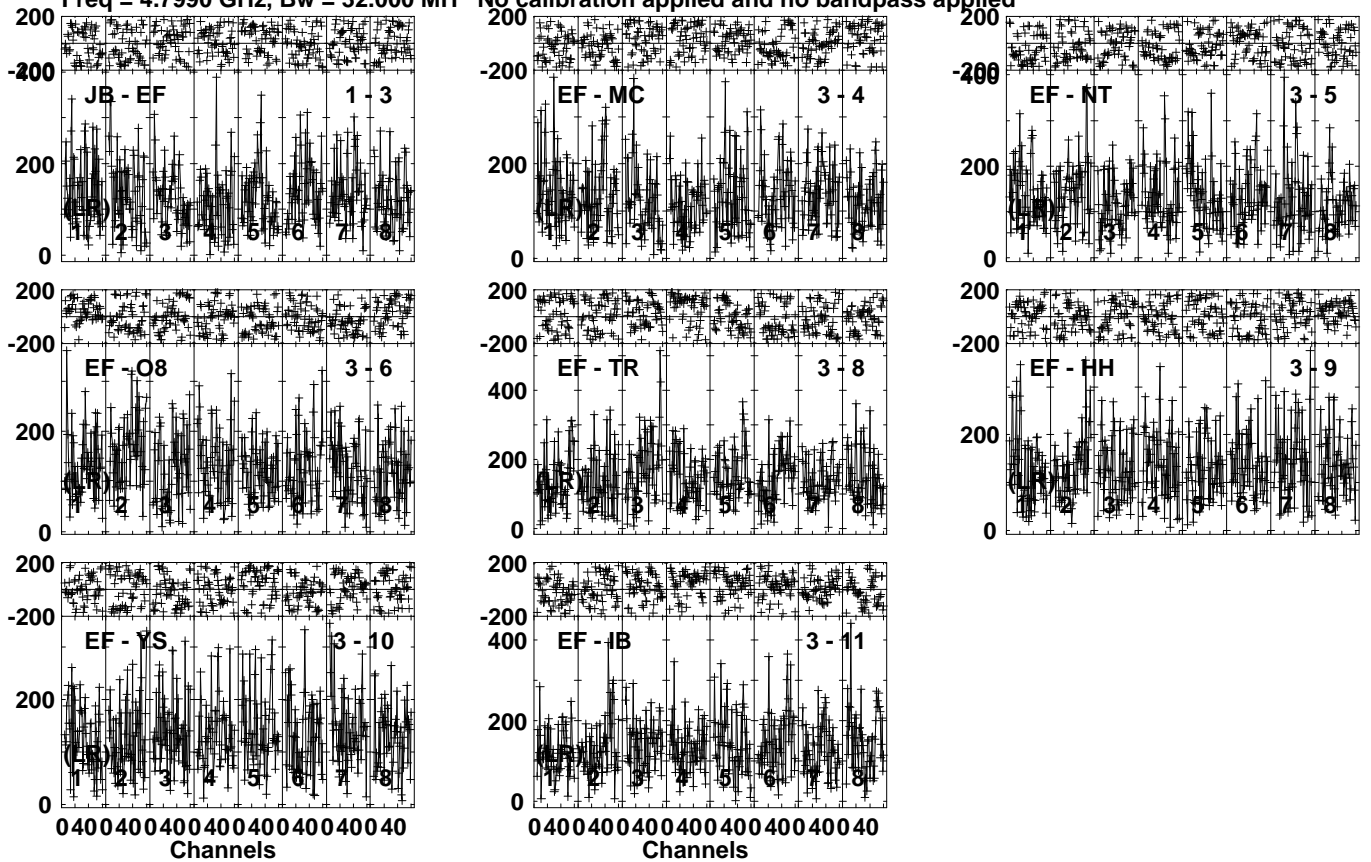 Freq = 4.7990 GHz, Bw = 32.000 MH No calibration applied and no bandpass applied
200 200 200
-200 -200 -200
400 400
JB - EF 1 - 3 EF - MC 3 - 4 EF - NT 3 - 5
200 200 200
(LR) (LR) (LR)
1 2 3 4 5 6 7 8 1 2 3 4 5 6 7 8 1 2 3 4 5 6 7 8
0 0 0
200 200 200
-200 -200 -200
EF - O8 3 - 6 EF - TR 3 - 8 EF - HH 3 - 9
400
200 200 200
(LR) (LR) (LR)
1 2 3 4 5 6 7 8 1 2 3 4 5 6 7 8 1 2 3 4 5 6 7 8
0 0 0
200 200
-200 -200
EF - YS 3 - 10 EF - IB 3 - 11
400
200 200
(LR) (LR)
1 2 3 4 5 6 7 8 1 2 3 4 5 6 7 8
0 0
0 40 0 40 0 40 0 40 0 40 0 40 0 40 0 40 0 40 0 40 0 40 0 40 0 40 0 40 0 40 0 40
Channels Channels